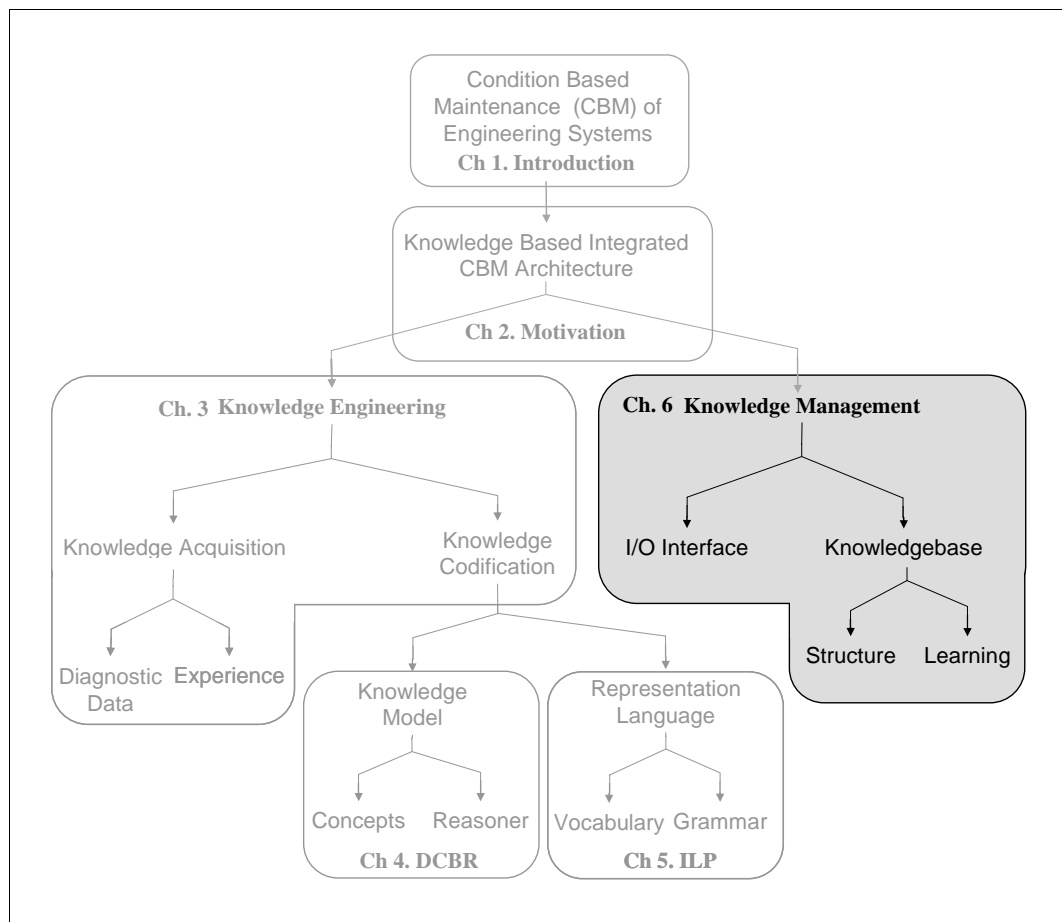 Condition Based
Maintenance (CBM) of
Engineering Systems
Ch 1. Introduction
Knowledge Based Integrated
CBM Architecture
Ch 2. Motivation
Ch. 3 Knowledge Engineering
Knowledge Acquisition
Knowledge
Codification
Diagnostic
Data
Experience
Knowledge
Model
Concepts
Reasoner
Ch 4. DCBR
Representation
Language
Vocabulary
Grammar
Ch 5. ILP
Ch. 6 Knowledge Management
I/O Interface
Knowledgebase
Structure
Learning